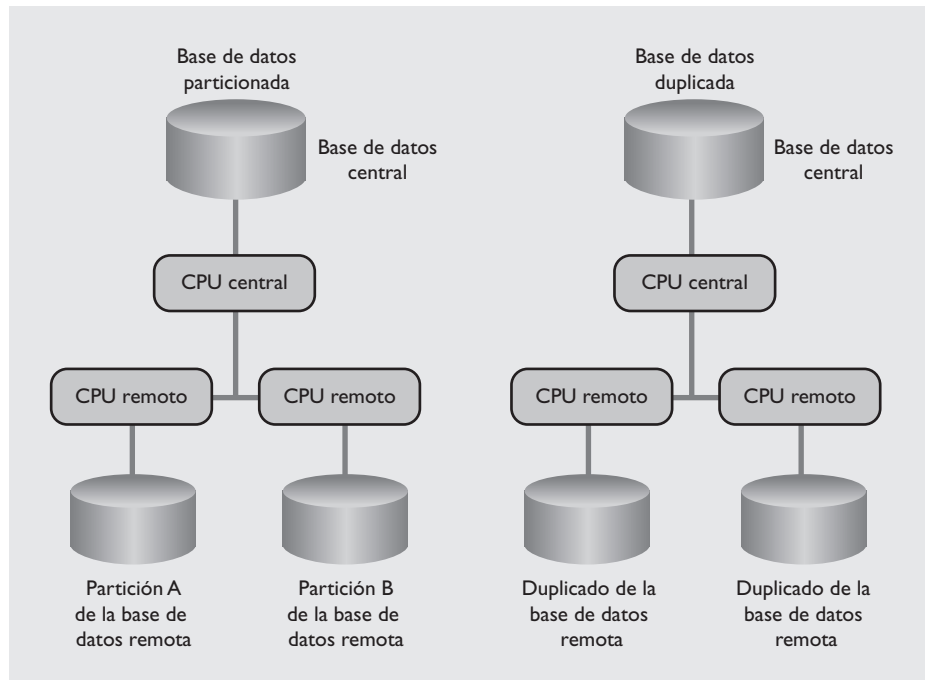 Base de datos
particionada
Base de datos
central
CPU central
CPU remoto
CPU remoto
Partición A
de la base de
datos remota
Partición B
de la base de
datos remota
Base de datos
duplicada
Base de datos
central
CPU central
CPU remoto
CPU remoto
Duplicado de la
base de datos
remota
Duplicado de la
base de datos
remota